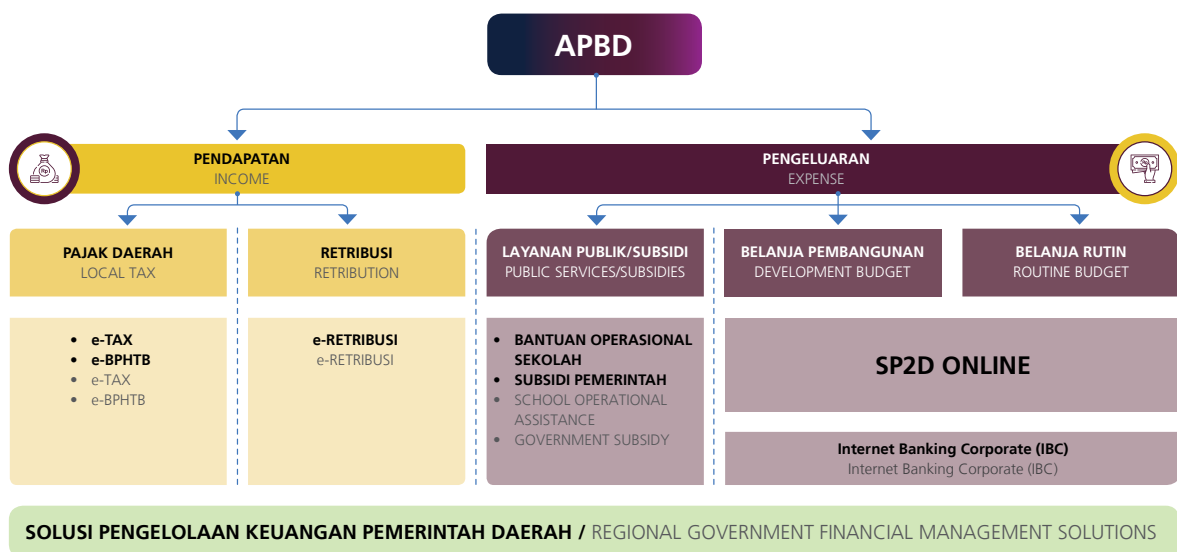 APBD
PENDAPATAN
INCOME
Rp
PENGELUARAN
EXPENSE
PAJAK DAERAH
LOCAL TAX
RETRIBUSI
RETRIBUTION
LAYANAN PUBLIK/SUBSIDI
PUBLIC SERVICES/SUBSIDIES
BELANJA PEMBANGUNAN
DEVELOPMENT BUDGET
BELANJA RUTIN
ROUTINE BUDGET
• e-TAX
• e-BPHTB
• e-TAX
• e-BPHTB
e-RETRIBUSI
e-RETRIBUSI
• BANTUAN OPERASIONAL
SEKOLAH
• SUBSIDI PEMERINTAH
• SCHOOL OPERATIONAL
ASSISTANCE
• GOVERNMENT SUBSIDY
SP2D ONLINE
Internet Banking Corporate (IBC)
Internet Banking Corporate (IBC)
SOLUSI PENGELOLAAN KEUANGAN PEMERINTAH DAERAH / REGIONAL GOVERNMENT FINANCIAL MANAGEMENT SOLUTIONS